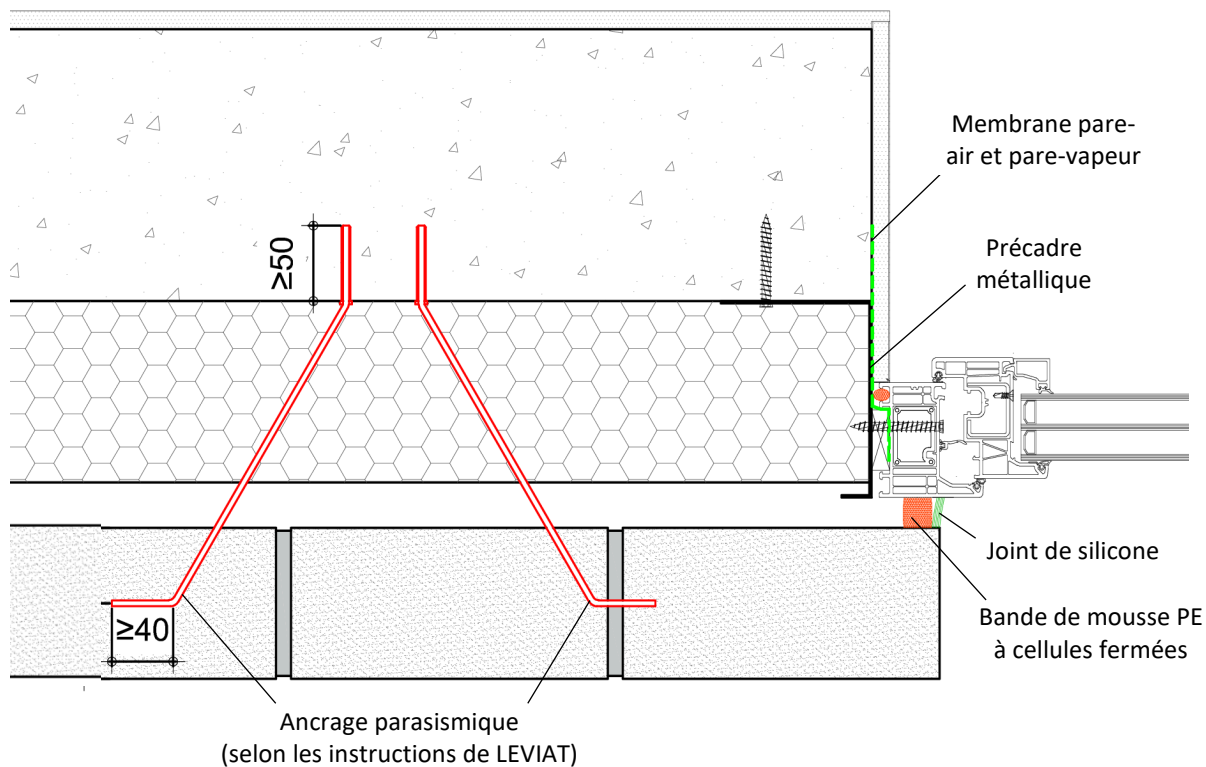 Membrane pare-
air et pare-vapeur
Précadre
métallique
≥50
Joint de silicone
≥40
Bande de mousse PE
à cellules fermées
Ancrage parasismique
(selon les instructions de LEVIAT)